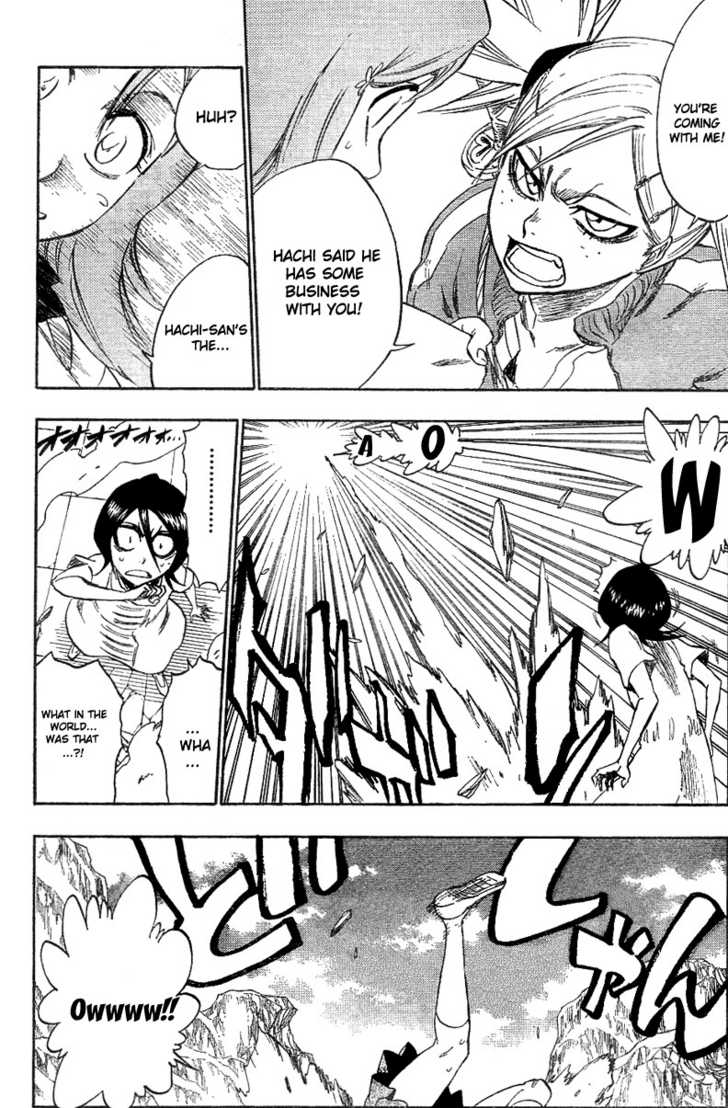 YOU'RE
COMING
WITH ME!
HACHI SAID HE
HAS SOME
BUSINESS
WITH YOU!
HUH?
HACHI-SAN'S
THE...
W
O
A
オオオオオ...
..........
...
WHA
...
WHAT IN THE
WORLD...
WAS THAT
...?!
Owwww!!